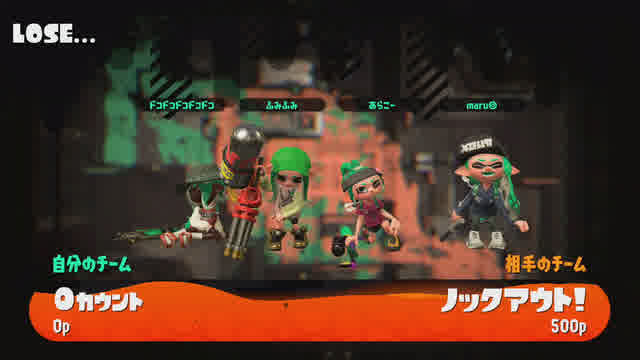 LOSE...
ドコドコドコドコ ふみふみ あらこー maru
自分のチーム 相手のチーム
0カウント ノックアウト!
0p 500p
LOSE...